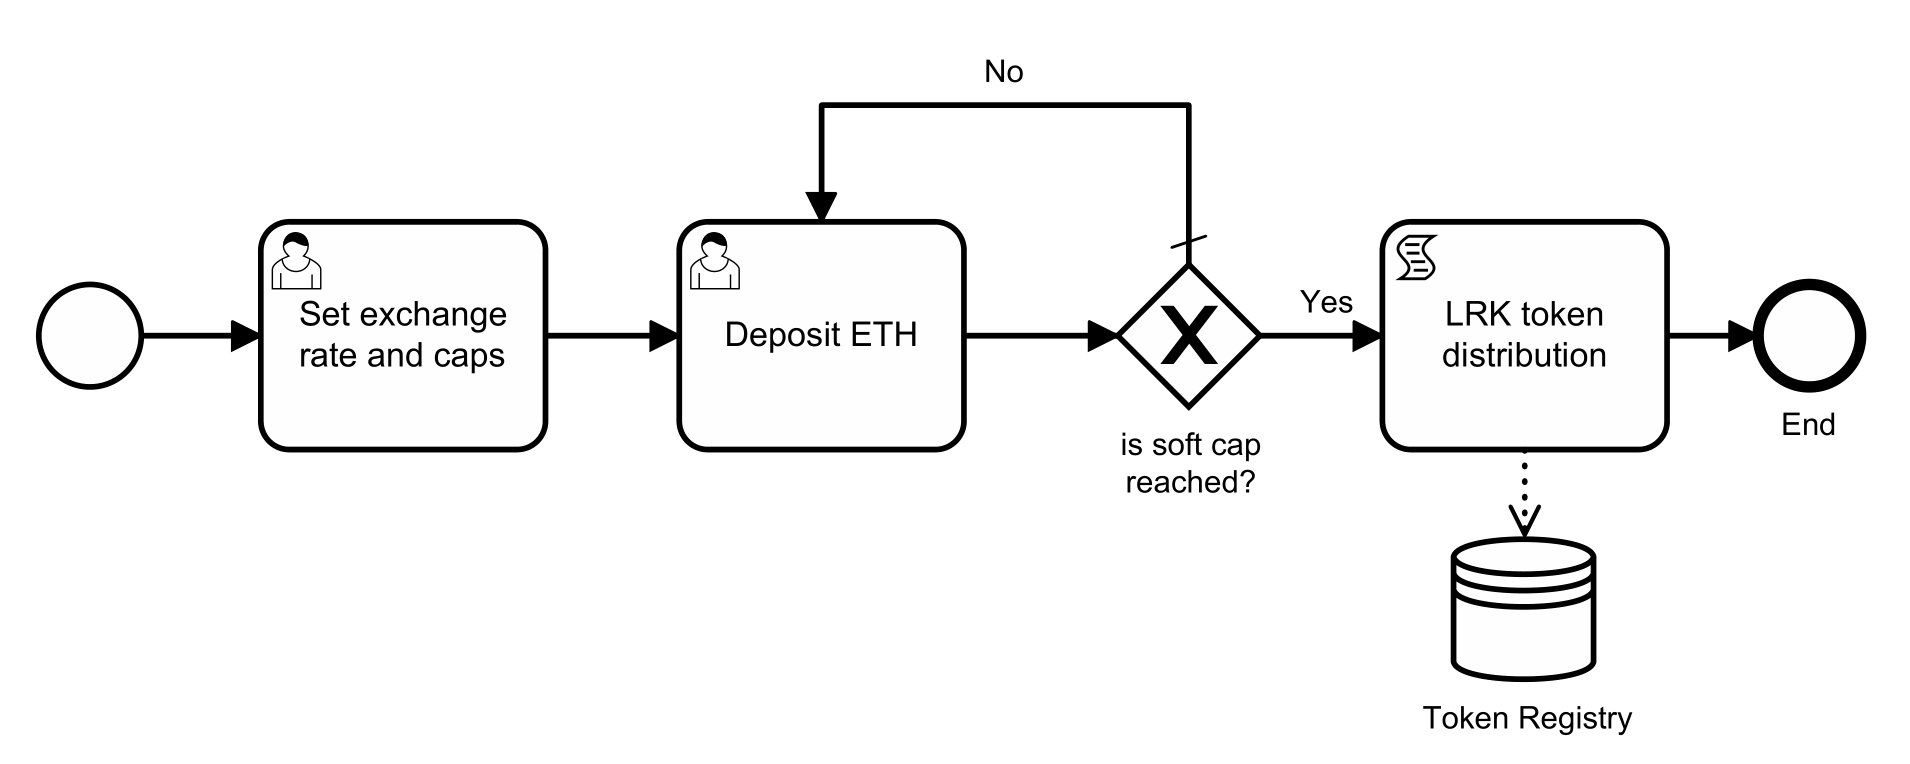 No
Set exchange
rate and caps
Deposit ETH
X
is soft cap
reached?
Yes
LRK token
distribution
End
Token Registry